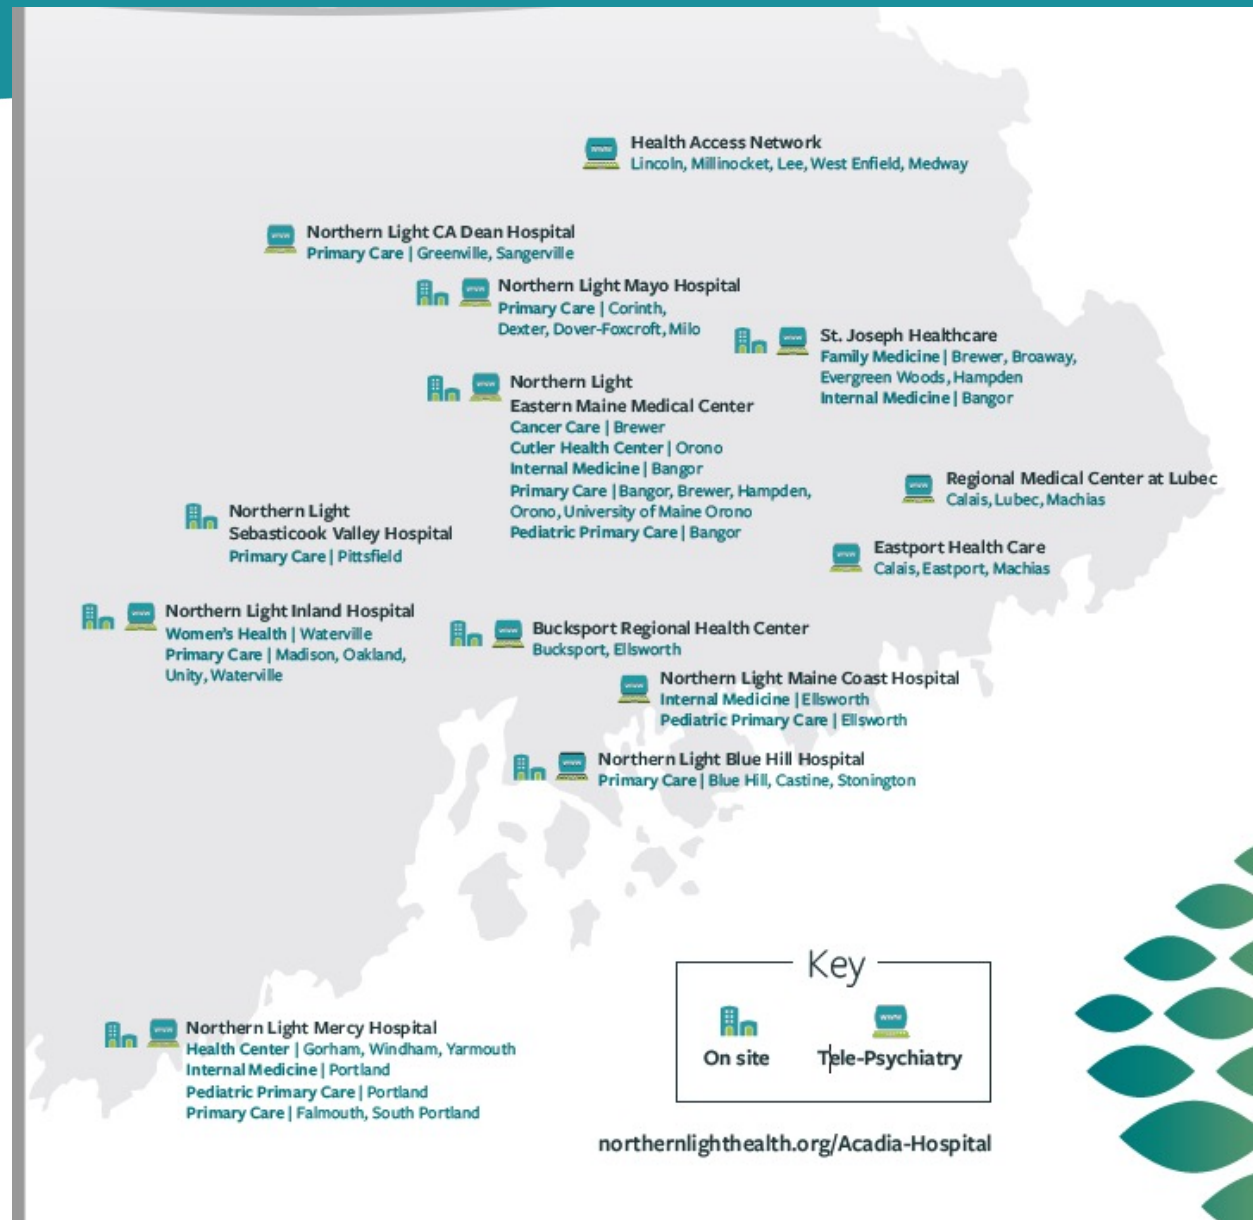 Health Access Network
Lincoln, Millinocket, Lee, West Enfield, Medway
Northern Light CA Dean Hospital
Primary Care | Greenville, Sangerville
Northern Light Mayo Hospital
Primary Care | Corinth,
Dexter, Dover-Foxcroft, Milo
St. Joseph Healthcare
Family Medicine | Brewer, Broaway,
Evergreen Woods, Hampden
Internal Medicine | Bangor
Northern Light
Eastern Maine Medical Center
Cancer Care | Brewer
Cutler Health Center | Orono
Internal Medicine | Bangor
Primary Care | Bangor, Brewer, Hampden,
Orono, University of Maine Orono
Pediatric Primary Care | Bangor
Regional Medical Center at Lubec
Calais, Lubec, Machias
Northern Light
Sebasticook Valley Hospital
Primary Care | Pittsfield
Eastport Health Care
Calais, Eastport, Machias
Northern Light Inland Hospital
Women's Health | Waterville
Primary Care | Madison, Oakland,
Unity, Waterville
Bucksport Regional Health Center
Bucksport, Ellsworth
Northern Light Maine Coast Hospital
Internal Medicine | Ellsworth
Pediatric Primary Care | Ellsworth
Northern Light Blue Hill Hospital
Primary Care | Blue Hill, Castine, Stonington
Northern Light Mercy Hospital
Health Center | Gorham, Windham, Yarmouth
Internal Medicine | Portland
Pediatric Primary Care | Portland
Primary Care | Falmouth, South Portland
Key
www
On site
Tele-Psychiatry
northernlighthealth.org/Acadia-Hospital